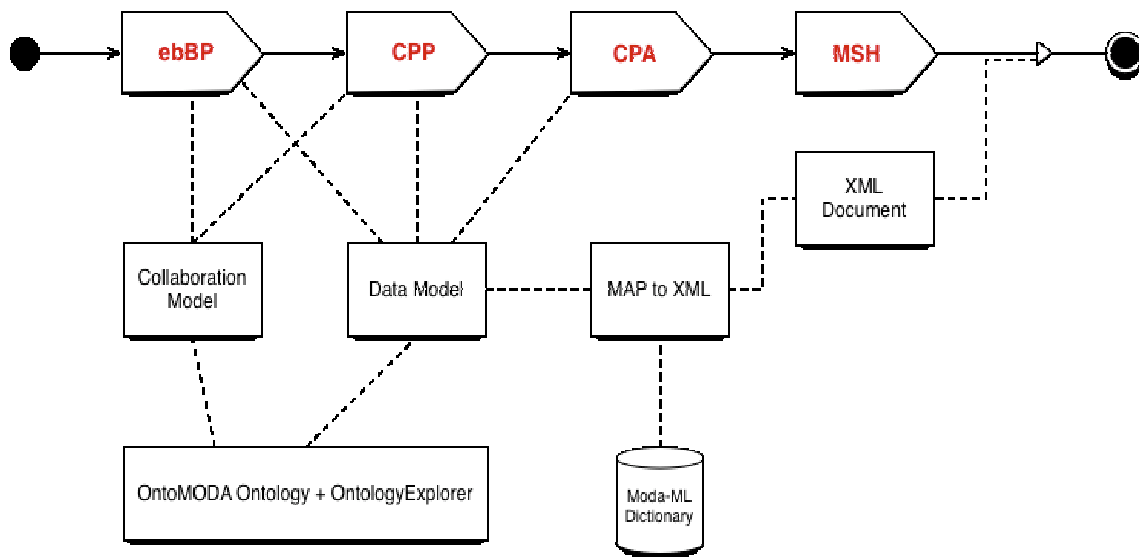 ebBP
CPP
CPA
MSH
XML
Document
Collaboration
Model
Data Model
MAP to XML
OntoMODA Ontology + OntologyExplorer
Moda-ML
Dictionary